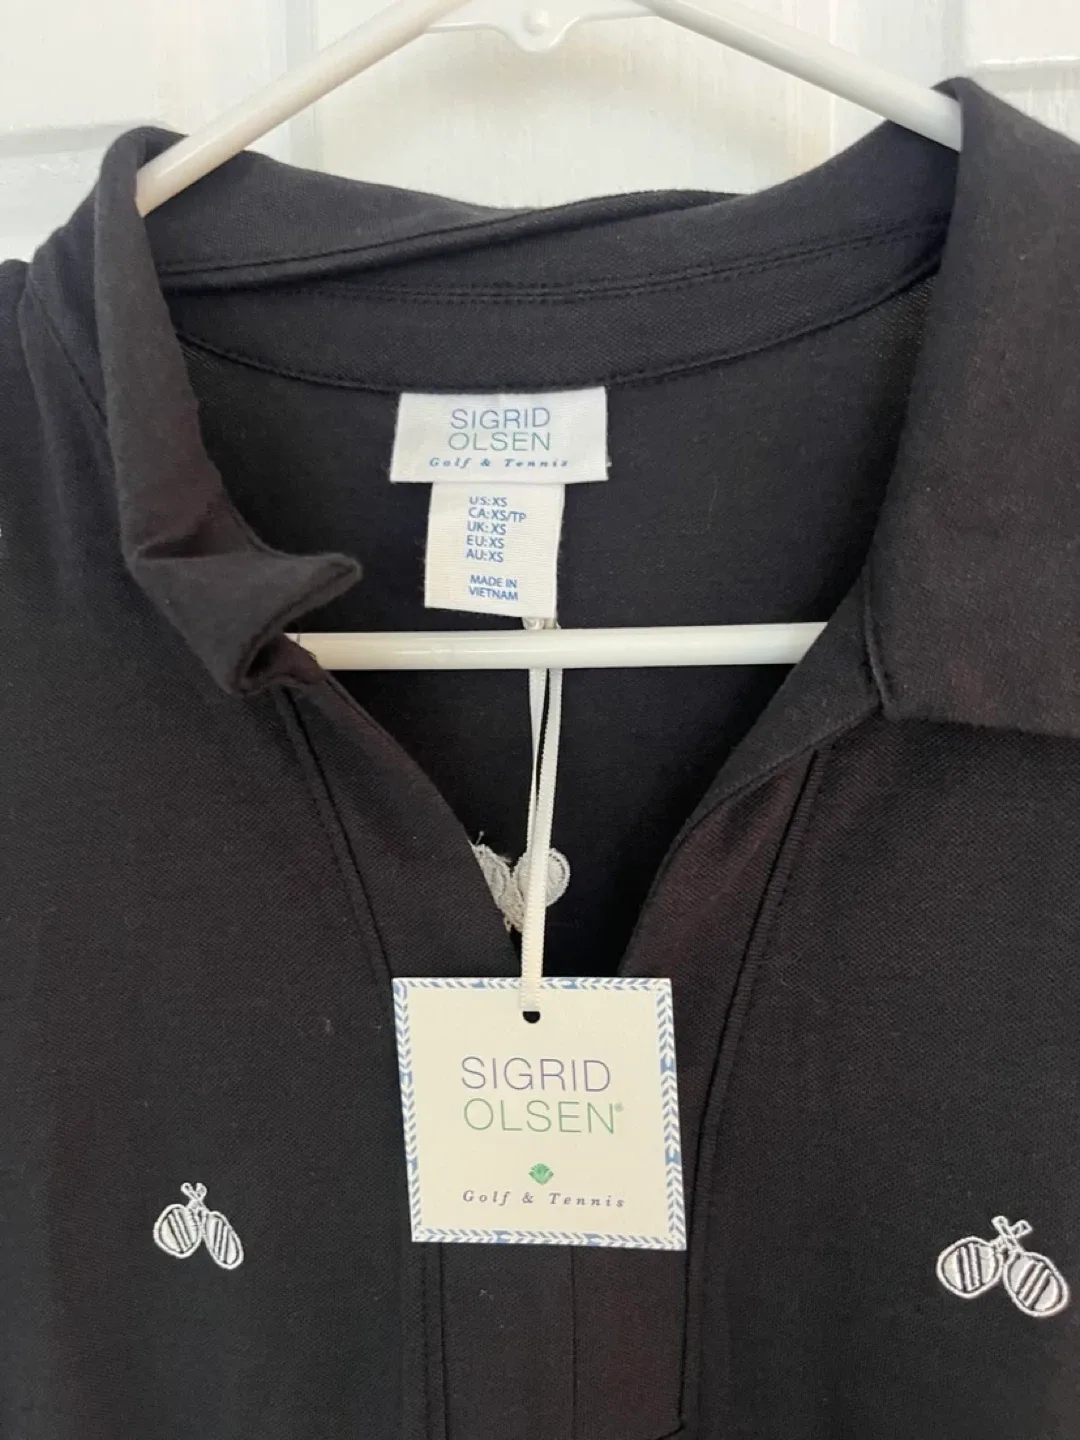 SIGRID
OLSEN
Golf & Tennis
US:XS
CA:XS/TP
UK:XS
EU:XS
AU:XS
MADE IN
VIETNAM
SIGRID
OLSEN®
Golf & Tennis